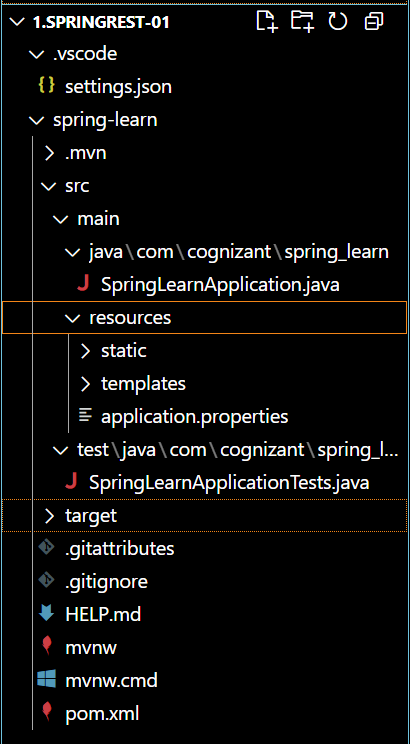 1.SPRINGREST-01
.vscode
{} settings.json
spring-learn
.mvn
src
main
java\com\cognizant\spring_learn
J SpringLearnApplication.java
resources
static
templates
application.properties
test\java\com\cognizant\spring_l...
J SpringLearnApplicationTests.java
target
.gitattributes
.gitignore
HELP.md
mvnw
mvnw.cmd
pom.xml